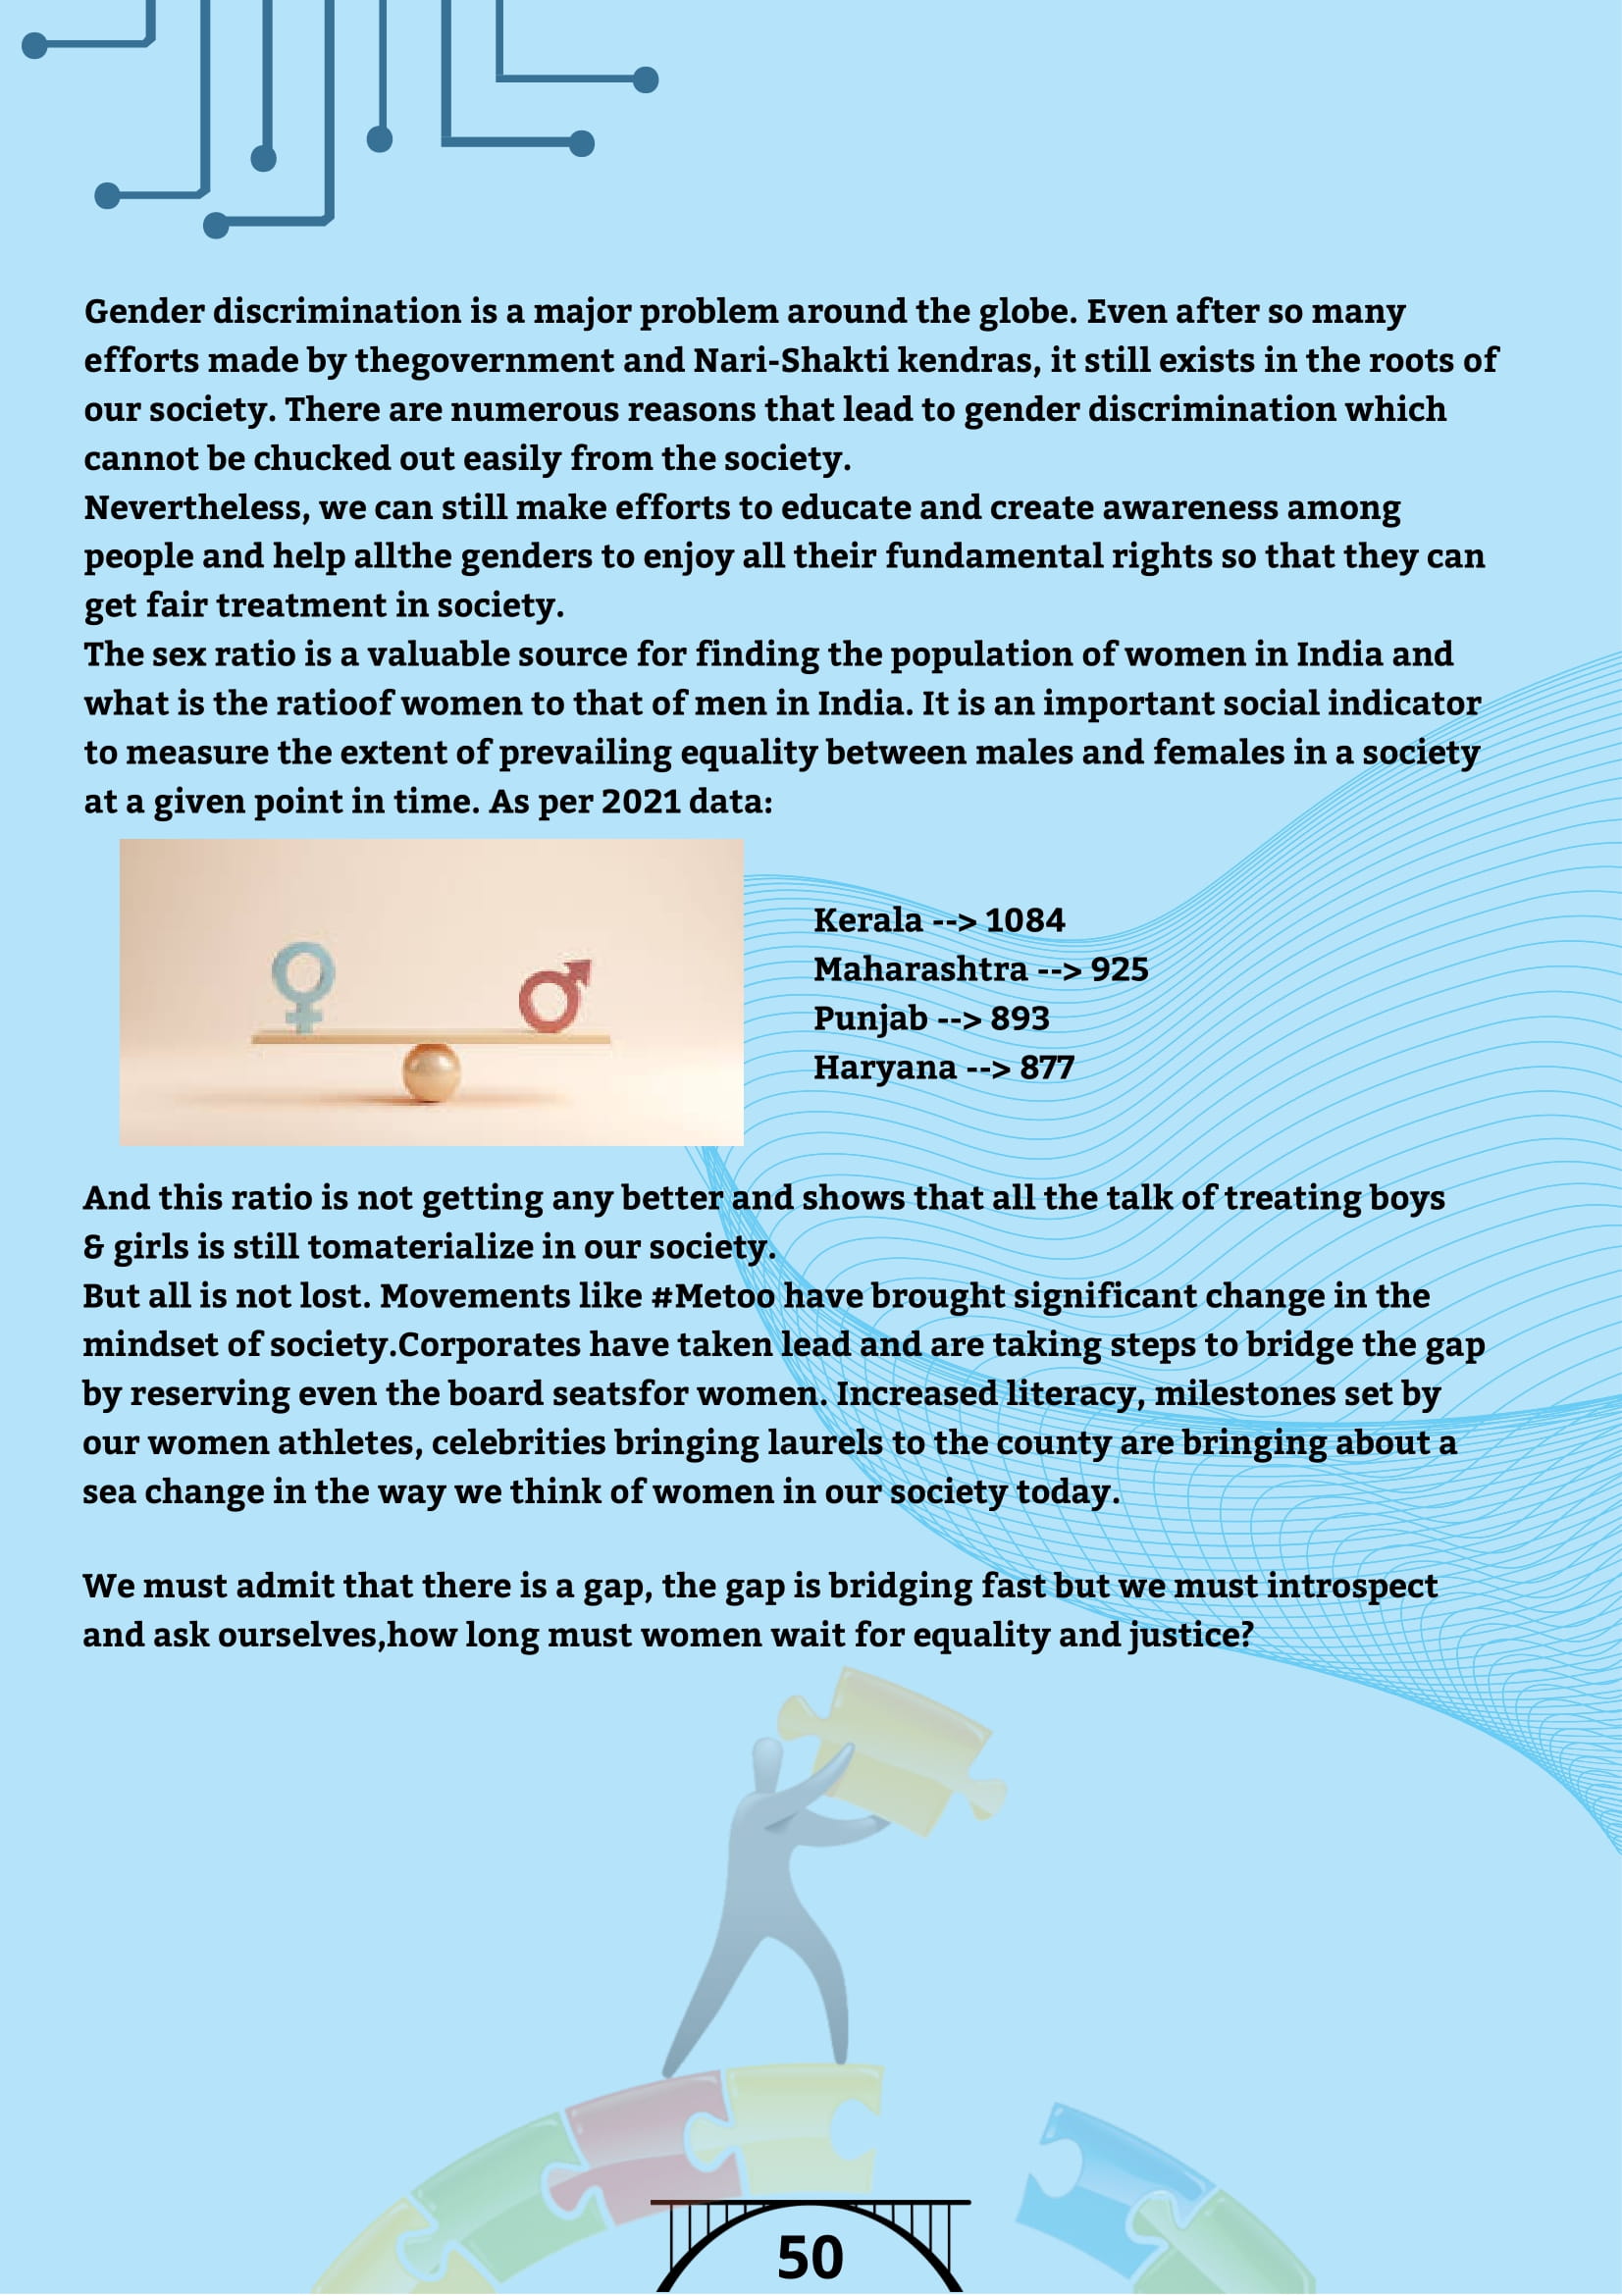 Gender discrimination is a major problem around the globe. Even after so many
efforts made by thegovernment and Nari-Shakti kendras, it still exists in the roots of
our society. There are numerous reasons that lead to gender discrimination which
cannot be chucked out easily from the society.
Nevertheless, we can still make efforts to educate and create awareness among
people and help allthe genders to enjoy all their fundamental rights so that they can
get fair treatment in society.
The sex ratio is a valuable source for finding the population of women in India and
what is the ratioof women to that of men in India. It is an important social indicator
to measure the extent of prevailing equality between males and females in a society
at a given point in time. As per 2021 data:
Kerala --> 1084
Maharashtra --> 925
Punjab --> 893
Haryana --> 877
And this ratio is not getting any better and shows that all the talk of treating boys
& girls is still tomaterialize in our society.
But all is not lost. Movements like #Metoo have brought significant change in the
mindset of society.Corporates have taken lead and are taking steps to bridge the gap
by reserving even the board seatsfor women. Increased literacy, milestones set by
our women athletes, celebrities bringing laurels to the county are bringing about a
sea change in the way we think of women in our society today.
We must admit that there is a gap, the gap is bridging fast but we must introspect
and ask ourselves,how long must women wait for equality and justice?
50